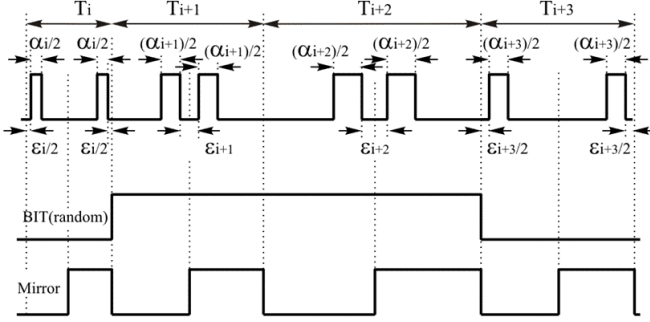 Ti Ti+1 Ti+2 Ti+3
αi/2 αi/2 (αi+1)/2 (αi+1)/2 (αi+2)/2 (αi+2)/2 (αi+3)/2 (αi+3)/2
εi/2 εi/2 εi+1 εi+2 εi+3/2 εi+3/2
BIT(random)
Mirror